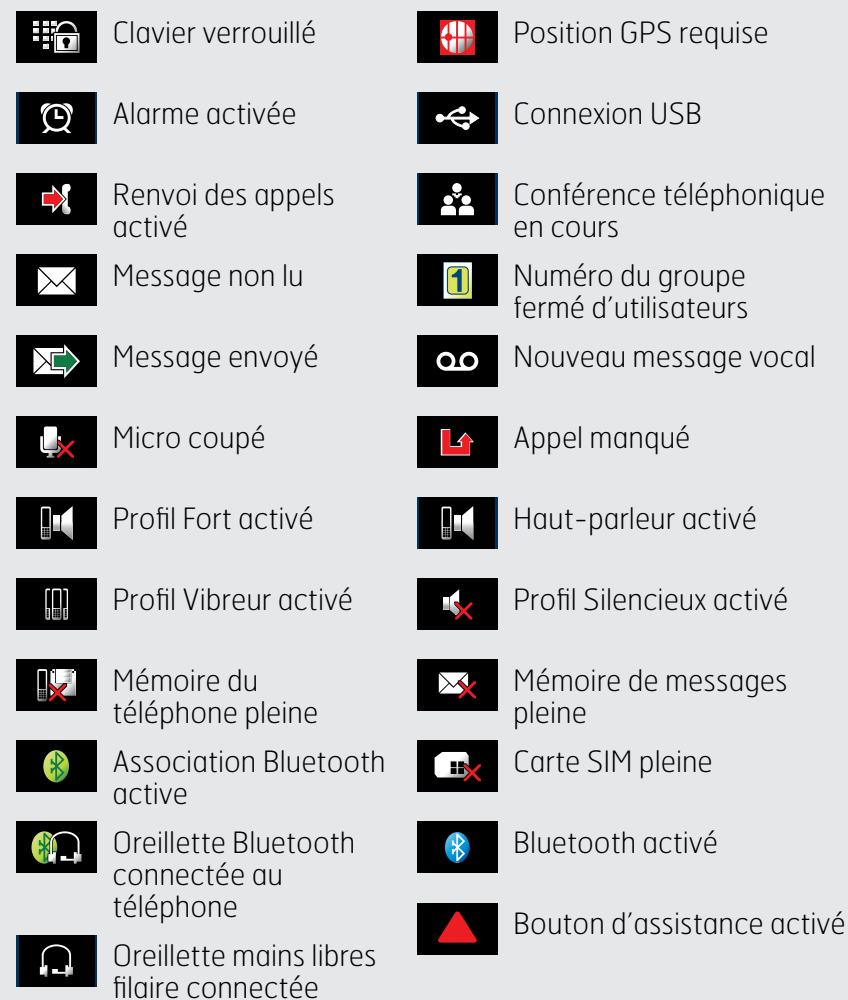 Clavier verrouillé
Alarme activée
Renvoi des appels
activé
Message non lu
Message envoyé
Micro coupé
Profil Fort activé
Profil Vibreur activé
Mémoire du
téléphone pleine
Association Bluetooth
active
Oreillette Bluetooth
connectée au
téléphone
Oreillette mains libres
filaire connectée
Position GPS requise
Connexion USB
Conférence téléphonique
en cours
1
Numéro du groupe
fermé d’utilisateurs
Nouveau message vocal
Appel manqué
Haut-parleur activé
Profil Silencieux activé
Mémoire de messages
pleine
Carte SIM pleine
Bluetooth activé
Bouton d’assistance activé